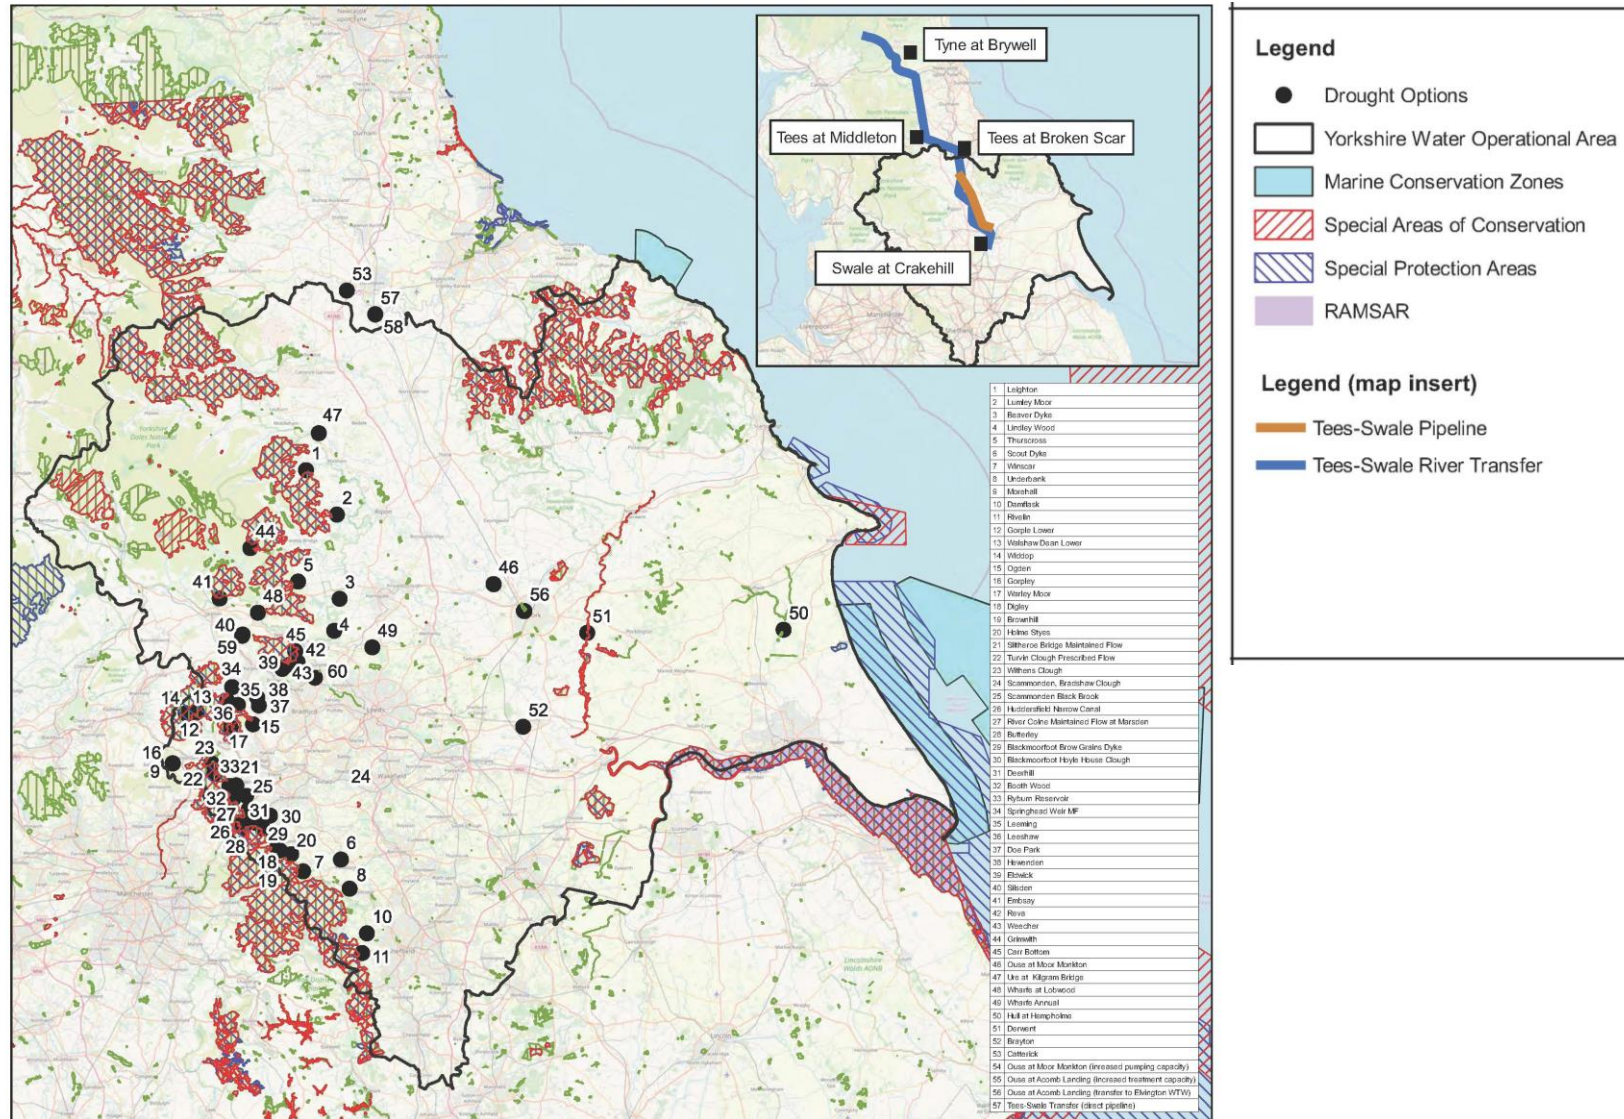 Tyne at Brywell
Tees at Middleton
Tees at Broken Scar
Swale at Crakehill
Legend
Drought Options
Yorkshire Water Operational Area
Marine Conservation Zones
Special Areas of Conservation
Special Protection Areas
RAMSAR
Legend (map insert)
Tees-Swale Pipeline
Tees-Swale River Transfer
53
57
58
47
1
2
44
5
3
41
48
46
56
50
51
40
59
4
49
45
42
39
43
60
34
35
38
14
13
37
36
12
15
17
52
16
9
23
33
21
22
24
25
32
27
31
30
26
29
28
20
18
7
6
19
8
10
11
1 Leighton
2 Lumley Moor
3 Beaver Dyke
4 Lindley Wood
5 Thurscross
6 Scout Dyke
7 Winscar
8 Underbank
9 Morehall
10 Damflask
11 Rivelin
12 Gorple Lower
13 Walshaw Dean Lower
14 Widdop
15 Ogden
16 Gorpley
17 Warley Moor
18 Digley
19 Brownhill
20 Holme Styes
21 Slitheroe Bridge Maintained Flow
22 Turvin Clough Prescribed Flow
23 Withens Clough
24 Scammonden, Bradshaw Clough
25 Scammonden Black Brook
26 Huddersfield Narrow Canal
27 River Colne Maintained Flow at Marsden
28 Butterley
29 Blackmoorfoot Brow Grains Dyke
30 Blackmoorfoot Hoyle House Clough
31 Deerhill
32 Booth Wood
33 Ryburn Reservoir
34 Springhead Weir MF
35 Leeming
36 Leeshaw
37 Doe Park
38 Hewenden
39 Eldwick
40 Silsden
41 Embsay
42 Reva
43 Weecher
44 Grimwith
45 Carr Bottom
46 Ouse at Moor Monkton
47 Ure at Kilgram Bridge
48 Wharfe at Lobwood
49 Wharfe Annual
50 Hull at Hempholme
51 Derwent
52 Brayton
53 Catterick
54 Ouse at Moor Monkton (inreased pumping capacity)
55 Ouse at Acomb Landing (increased treatment capacity)
56 Ouse at Acomb Landing (transfer to Elvington WTW)
57 Tees-Swale Transfer (direct pipeline)